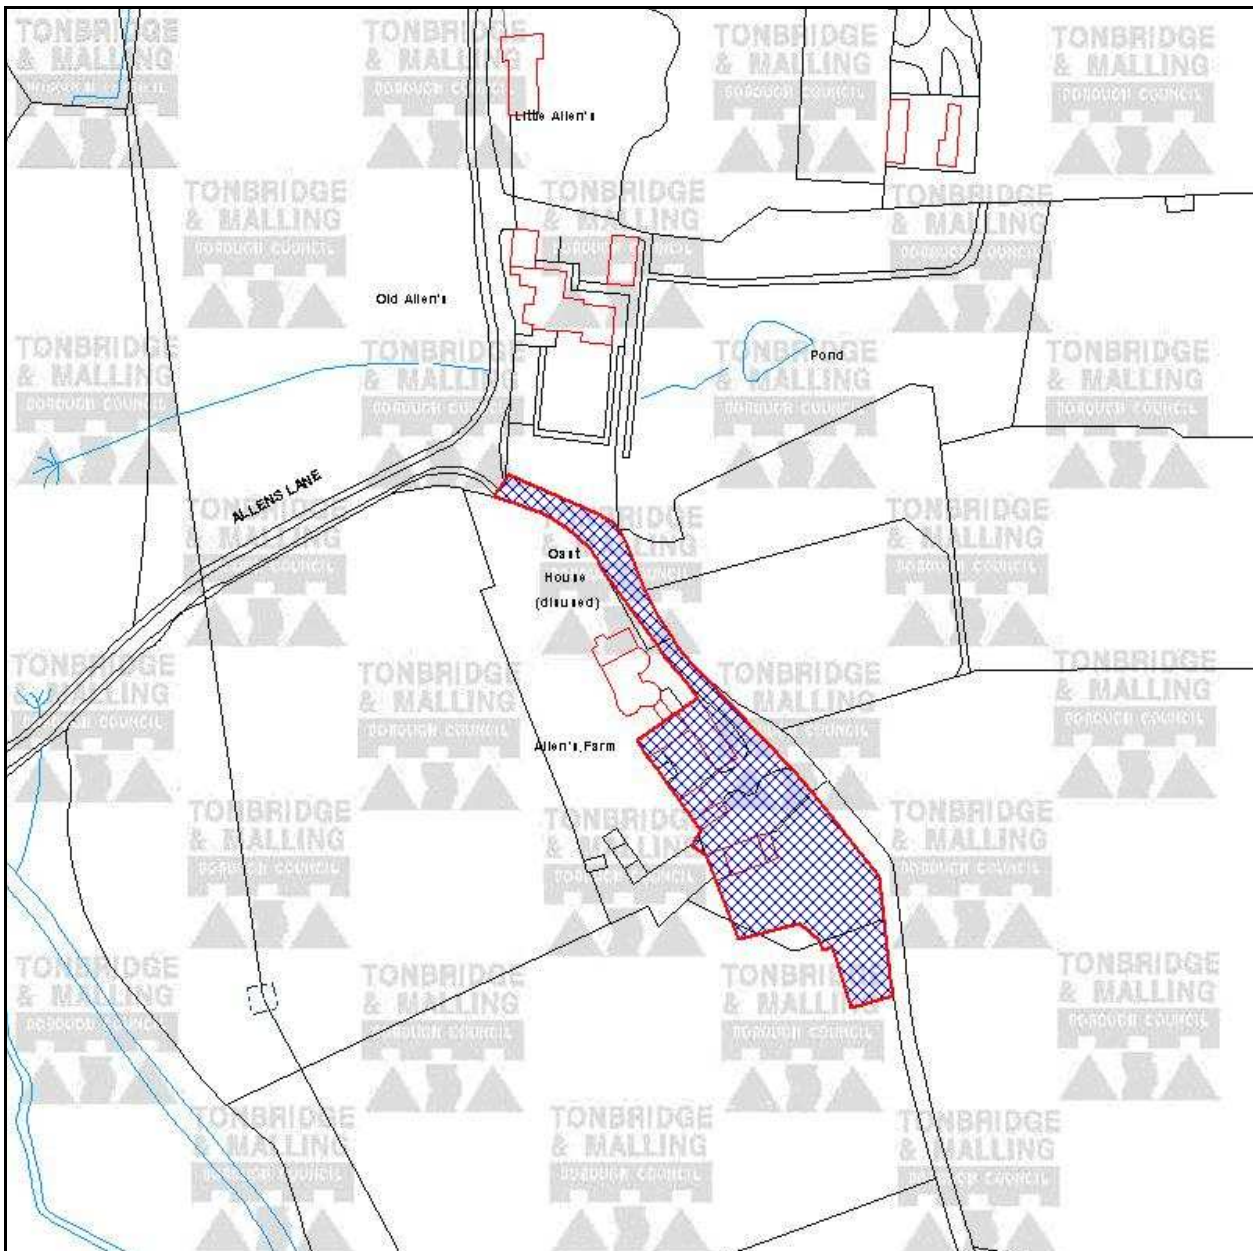 TONBRIDGE
& MALLING
BOROUGH COUNCIL
Little Allen's
Old Allen's
Pond
ALLENS LANE
Oast
House
(disused)
Allen's Farm